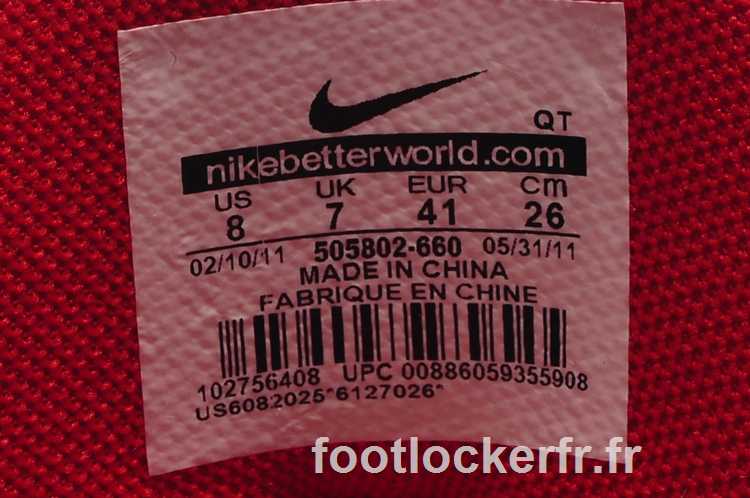 QT
nikebetterworld.com
US UK EUR Cm
8 7 41 26
02/10/11 505802-660 05/31/11
MADE IN CHINA
FABRIQUE EN CHINE
102756408 UPC 00886059355908
US6082025*6127026*
footlockerfr.fr